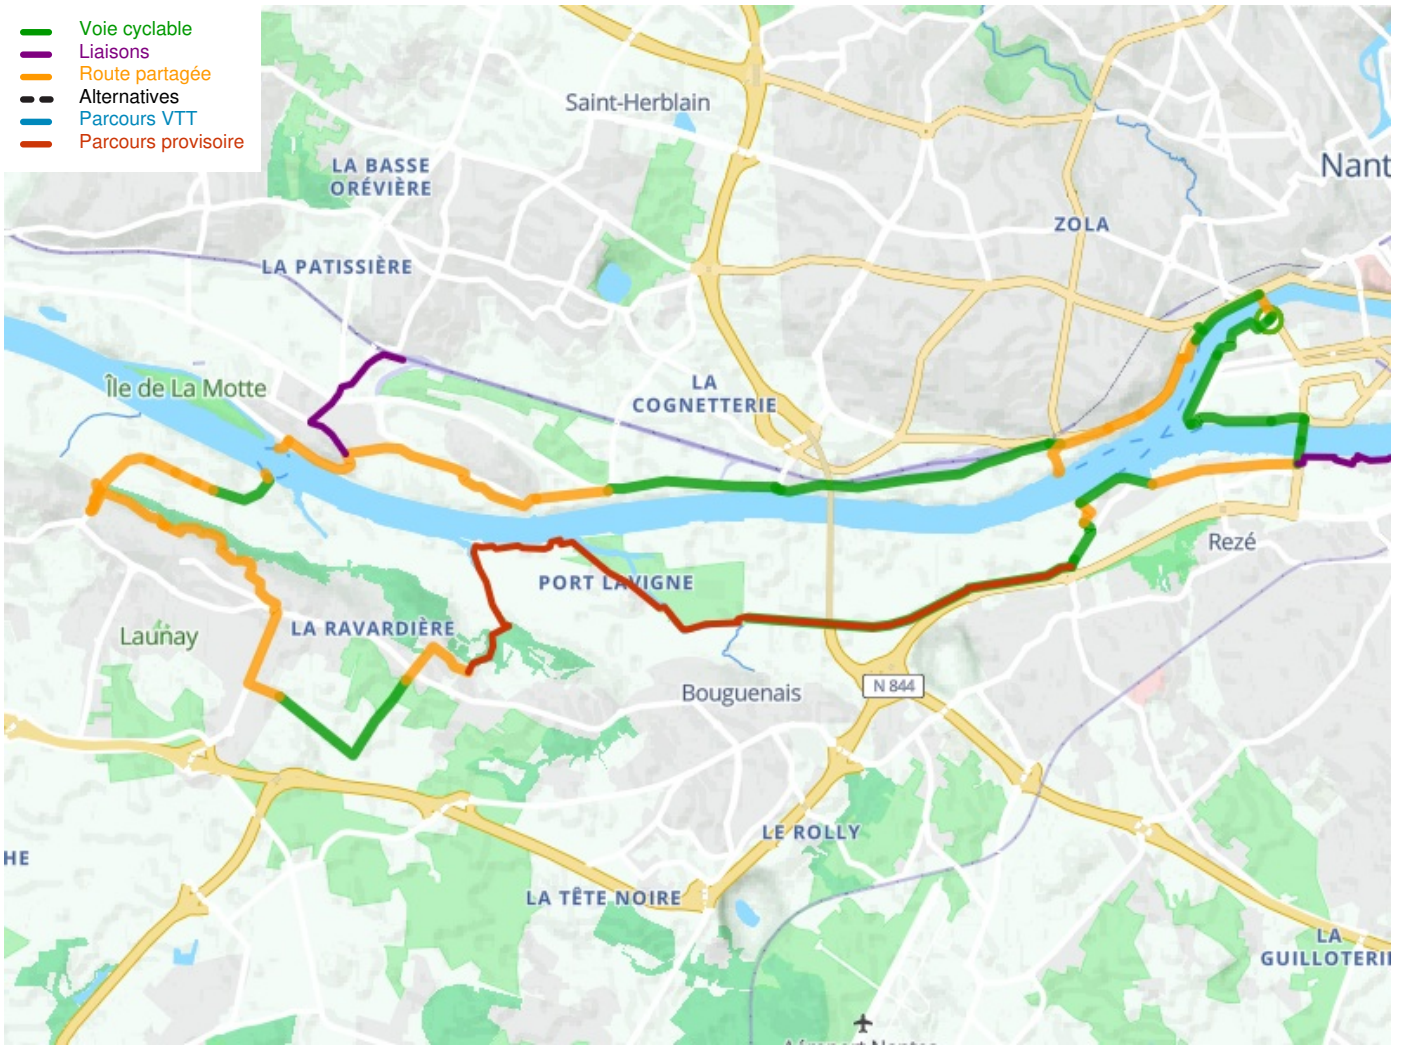 Voie cyclable
Liaisons
Route partagée
Alternatives
Parcours VTT
Parcours provisoire
Saint-Herblain
LA BASSE
ORÉVIÈRE
Nant
ZOLA
LA PATISSIÈRE
Île de La Motte
LA
COGNETTERIE
Rezé
PORT LAVIGNE
LA RAVARDIÈRE
Launay
N 844
Bouguenais
LE ROLLY
HE
LA TÊTE NOIRE
LA
GUILLOTERI
Aéroport Nantes